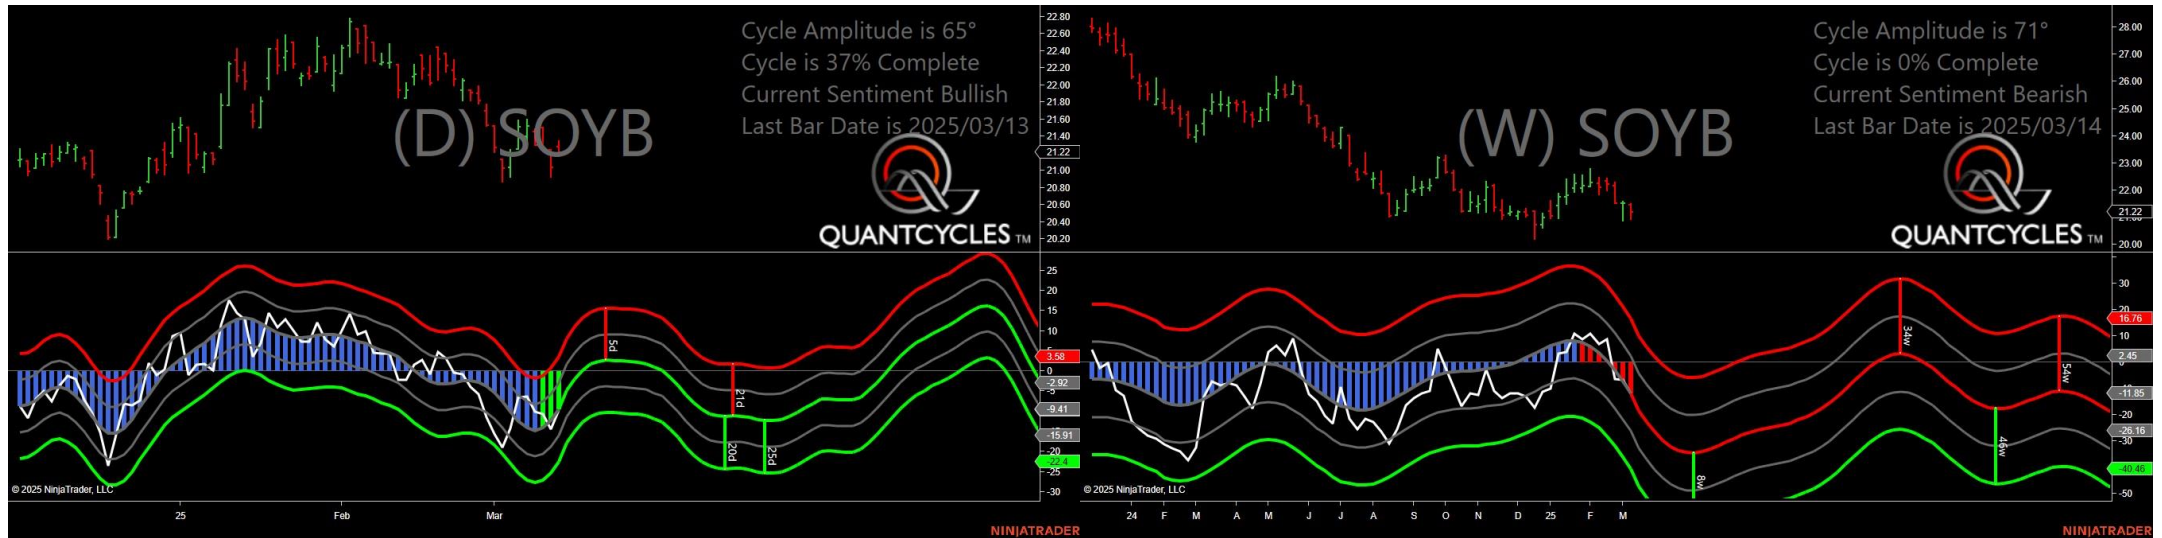 Cycle Amplitude is 65°
Cycle is 37% Complete
Current Sentiment Bullish
Last Bar Date is 2025/03/13
(D) SOYB
QUANTCYCLES TM
22.80
22.60
22.40
22.20
22.00
21.80
21.60
21.40
21.22
21.00
20.80
20.60
20.40
20.20
25
20
15
10
5
3.58
0
-2.92
-5
-9.41
-15.91
-20
-22.4
-25
-30
5d
21d
20d
25d
© 2025 NinjaTrader, LLC
25
Feb
Mar
NINJATRADER
Cycle Amplitude is 71°
Cycle is 0% Complete
Current Sentiment Bearish
Last Bar Date is 2025/03/14
(W) SOYB
QUANTCYCLES TM
28.00
26.00
25.00
24.00
23.00
22.00
21.22
20.00
30
16.76
10
2.45
-11.85
-20
-26.16
-30
-40.46
-50
34w
54w
46w
8w
© 2025 NinjaTrader, LLC
24 F M A M J J A S O N D 25 F M
NINJATRADER